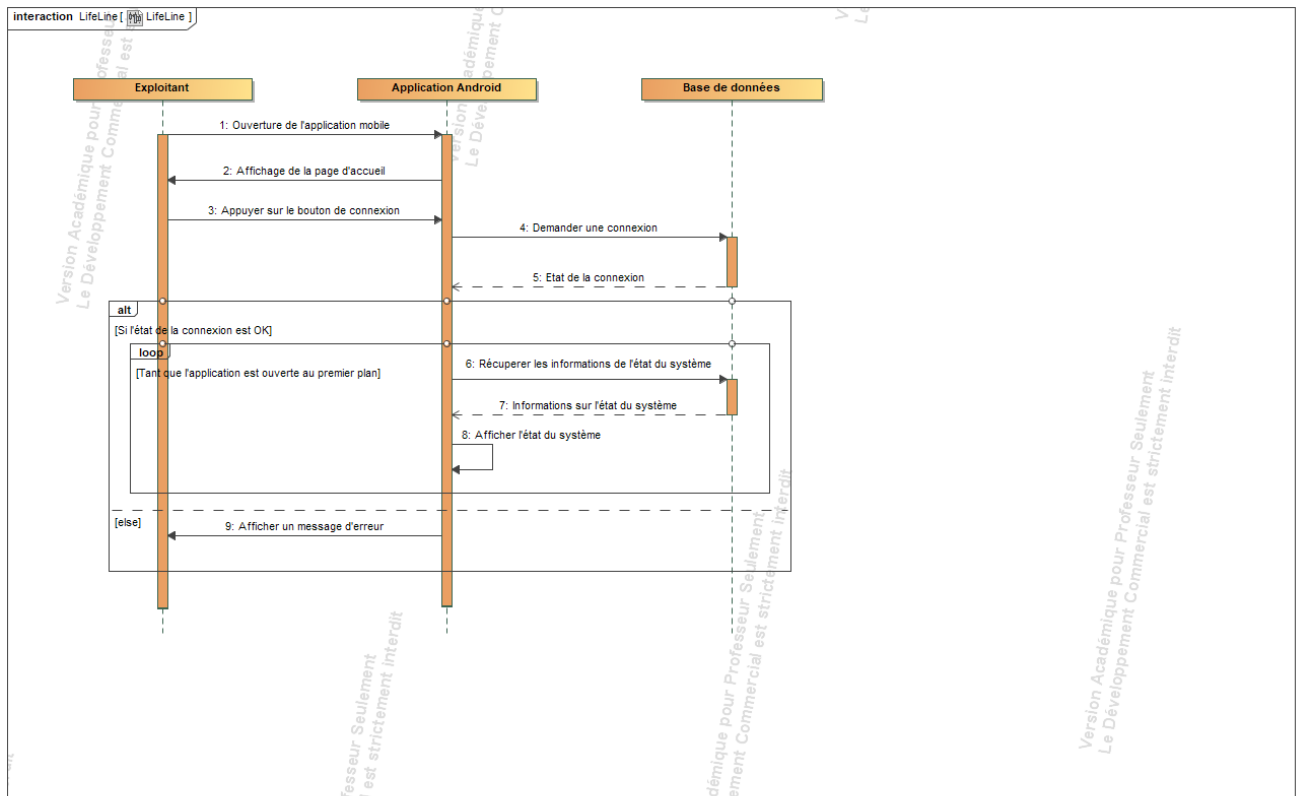 interaction LifeLine [ LifeLine ]
Exploitant
Application Android
Base de données
1: Ouverture de l'application mobile
2: Affichage de la page d'accueil
3: Appuyer sur le bouton de connexion
4: Demander une connexion
5: Etat de la connexion
alt
[Si l'état de la connexion est OK]
loop
[Tant que l'application est ouverte au premier plan]
6: Récuperer les informations de l'état du système
7: Informations sur l'état du système
8: Afficher l'état du système
[else]
9: Afficher un message d'erreur
Version Académique pour Professeur Seulement
Le Développement Commercial est strictement interdit